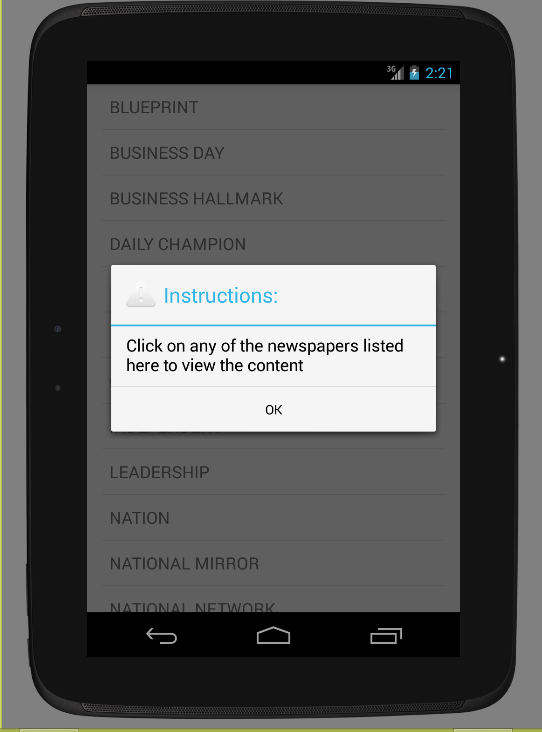 3G 2:21
BLUEPRINT
BUSINESS DAY
BUSINESS HALLMARK
DAILY CHAMPION
Instructions:
Click on any of the newspapers listed
here to view the content
OK
LEADERSHIP
NATION
NATIONAL MIRROR
NATIONAL NETWORK